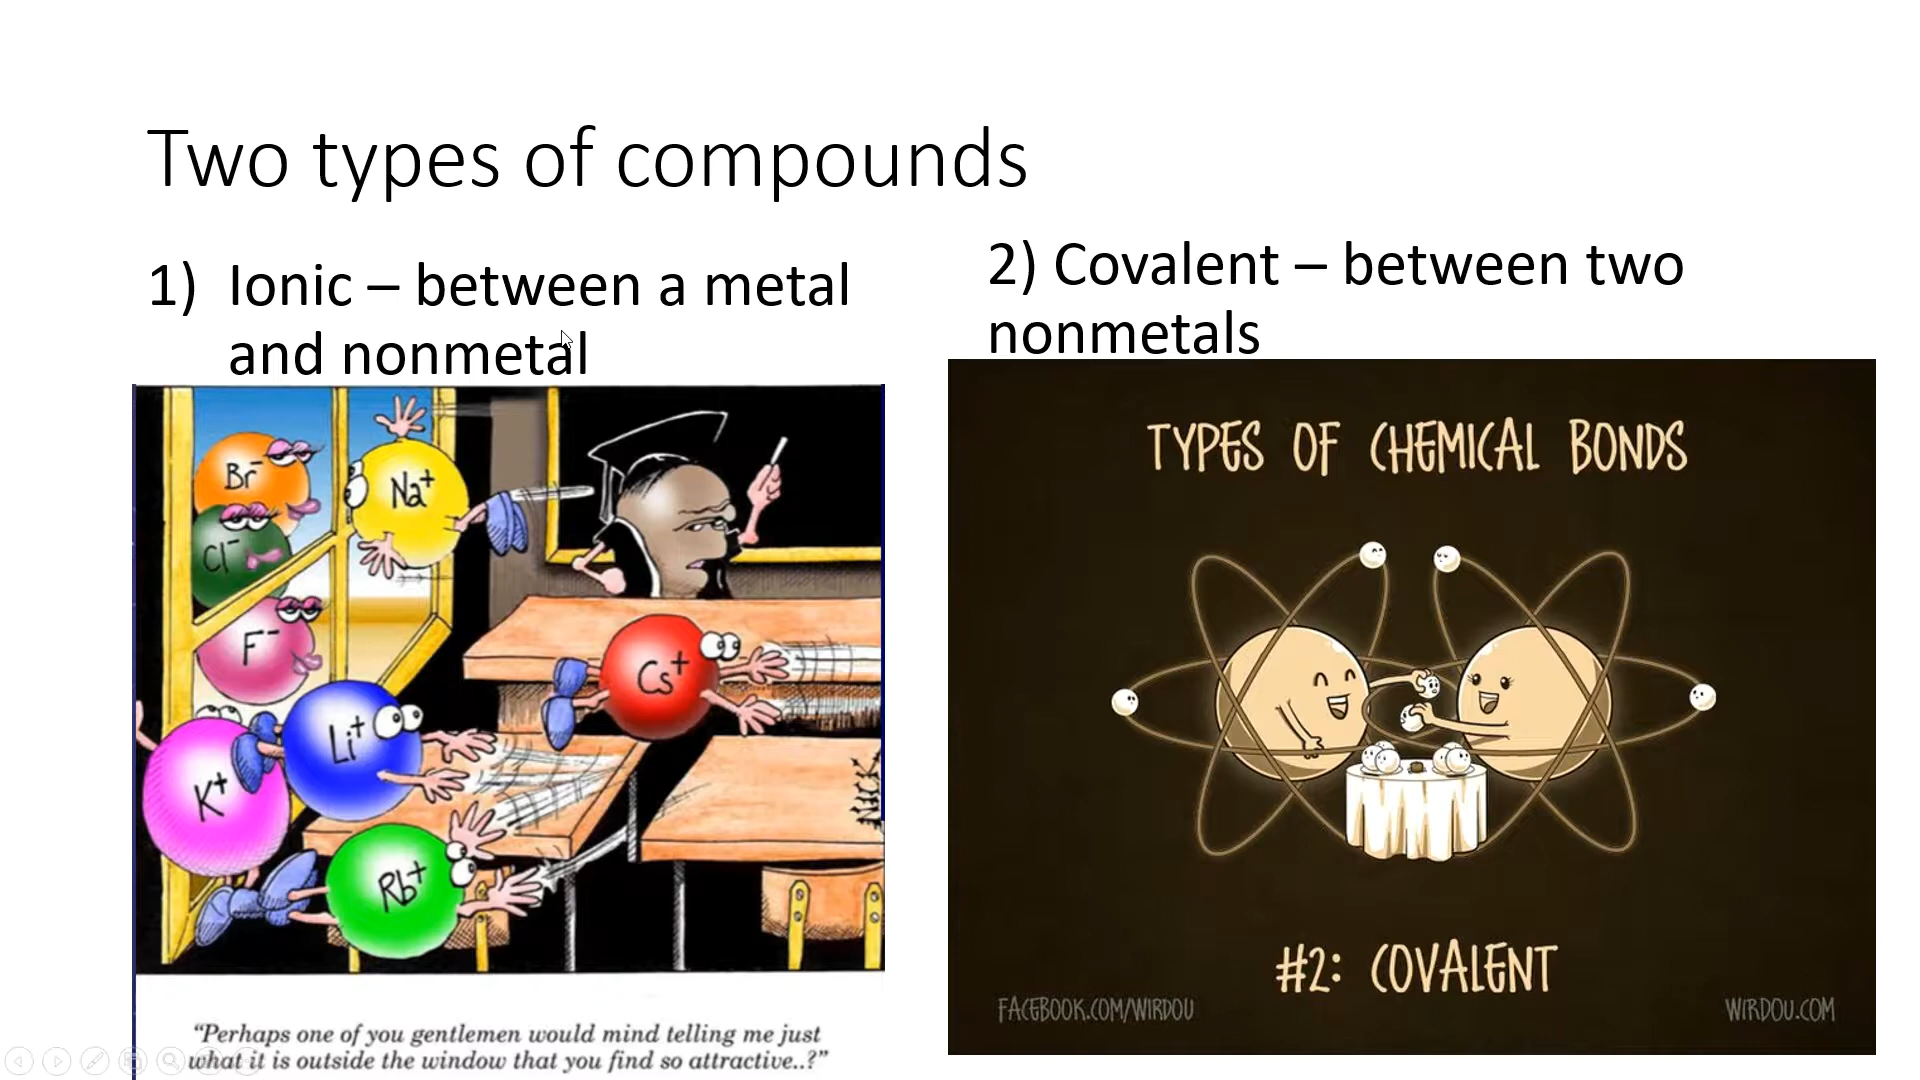 Two types of compounds
1) Ionic – between a metal
and nonmetal
Br⁻
Cl⁻
F⁻
Na⁺
Cs⁺
Li⁺
K⁺
Rb⁺
NICK
“Perhaps one of you gentlemen would mind telling me just
what it is outside the window that you find so attractive..?”
2) Covalent – between two
nonmetals
TYPES OF CHEMICAL BONDS
#2: COVALENT
FACEBOOK.COM/WIRDOU
WIRDOU.COM